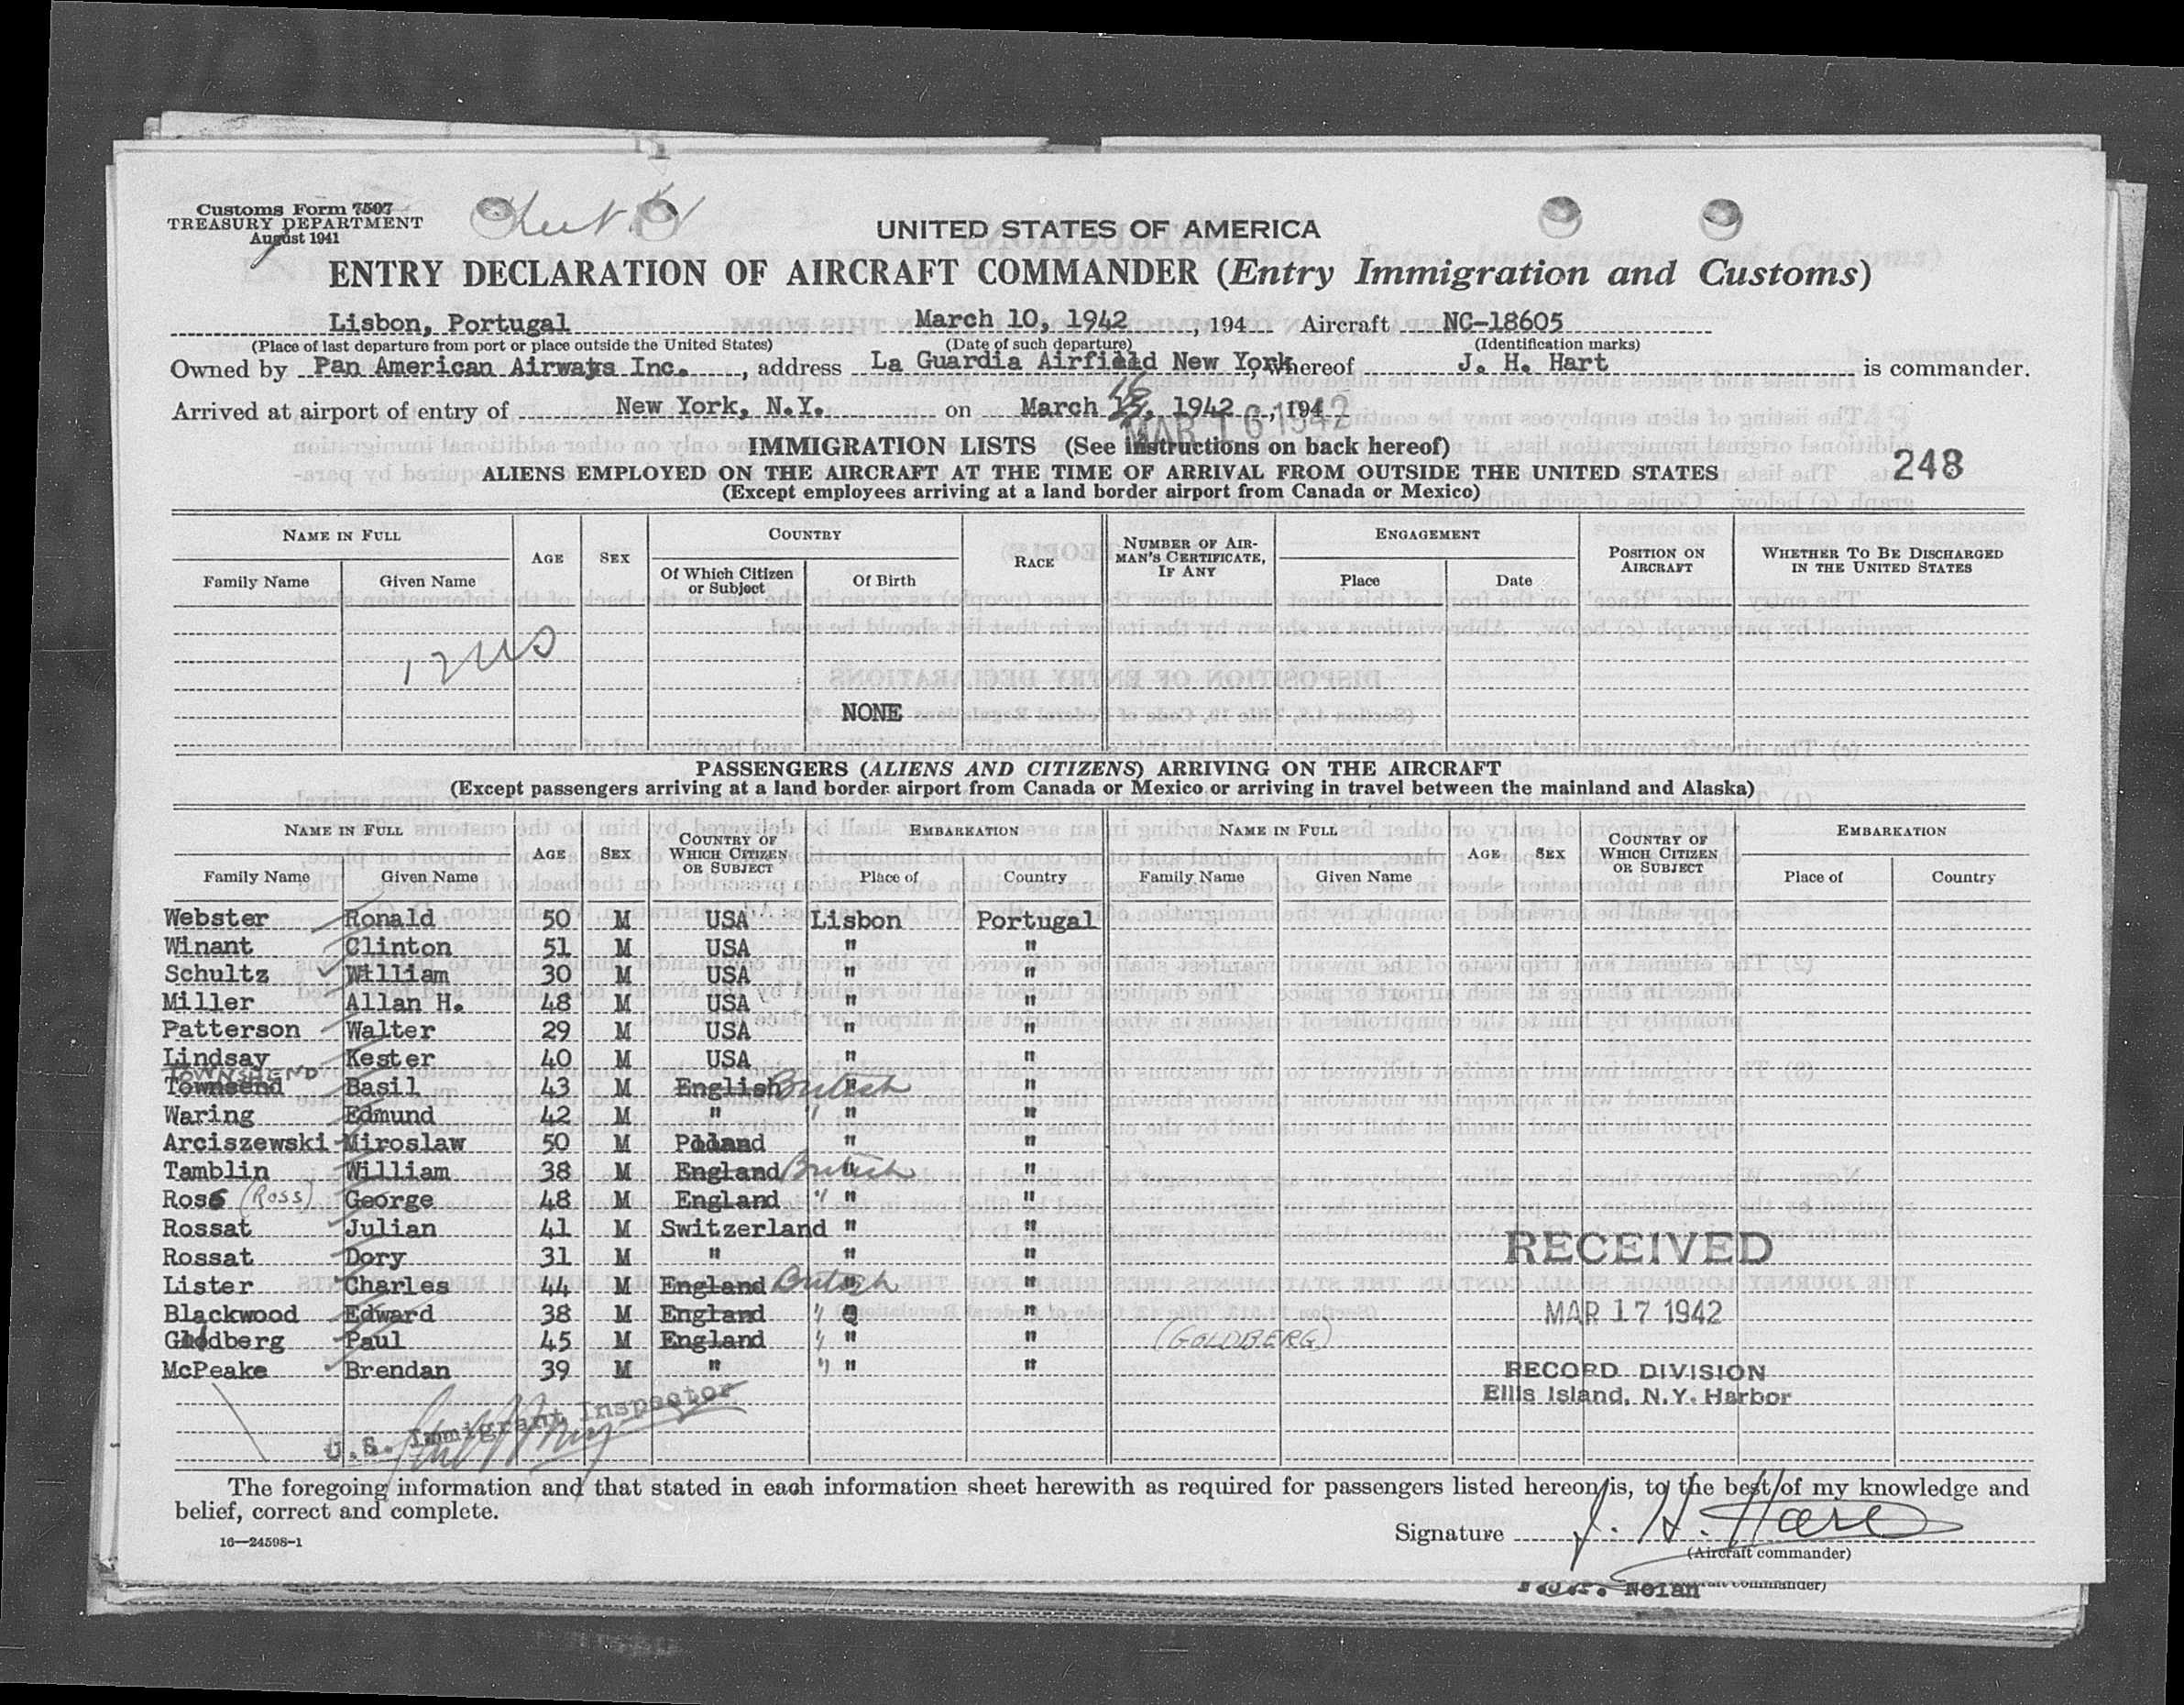 Customs Form 7507
TREASURY DEPARTMENT
August 1941
UNITED STATES OF AMERICA
ENTRY DECLARATION OF AIRCRAFT COMMANDER (Entry Immigration and Customs)
Lisbon, Portugal March 10, 1942, 194 Aircraft NC-18605
(Place of last departure from port or place outside the United States) (Date of such departure) (Identification marks)
Owned by Pan American Airways Inc., address La Guardia Airfield New York whereof J. H. Hart is commander.
Arrived at airport of entry of New York, N.Y. on March 16, 1942, 194
MAR 16 1942
IMMIGRATION LISTS (See instructions on back hereof)
ALIENS EMPLOYED ON THE AIRCRAFT AT THE TIME OF ARRIVAL FROM OUTSIDE THE UNITED STATES 248
(Except employees arriving at a land border airport from Canada or Mexico)
NAME IN FULL AGE SEX COUNTRY RACE NUMBER OF AIRMAN'S CERTIFICATE, IF ANY ENGAGEMENT POSITION ON AIRCRAFT WHETHER TO BE DISCHARGED IN THE UNITED STATES
Family Name Given Name Of Which Citizen or Subject Of Birth Place Date
NONE
PASSENGERS (ALIENS AND CITIZENS) ARRIVING ON THE AIRCRAFT
(Except passengers arriving at a land border airport from Canada or Mexico or arriving in travel between the mainland and Alaska)
NAME IN FULL AGE SEX COUNTRY OF WHICH CITIZEN OR SUBJECT EMBARKATION NAME IN FULL AGE SEX COUNTRY OF WHICH CITIZEN OR SUBJECT EMBARKATION
Family Name Given Name Place of Country Family Name Given Name Place of Country
Webster Ronald 50 M USA Lisbon Portugal
Winant Clinton 51 M USA " "
Schultz William 30 M USA " "
Miller Allan H. 48 M USA " "
Patterson Walter 29 M USA " "
Lindsay Kester 40 M USA " "
TOWNSHEND
Townsend Basil 43 M English British " "
Waring Edmund 42 M " " " "
Arciszewski Miroslaw 50 M Poland " "
Tamblin William 38 M England British " "
Ross (Ross) George 48 M England " " "
Rossat Julian 41 M Switzerland " "
Rossat Dory 31 M " " "
Lister Charles 44 M England British " "
Blackwood Edward 38 M England " " "
Goldberg Paul 45 M England " " " (GOLDBERG)
McPeake Brendan 39 M " " " "
RECEIVED
MAR 17 1942
RECORD DIVISION
Ellis Island, N.Y. Harbor
U.S. Immigrant Inspector
The foregoing information and that stated in each information sheet herewith as required for passengers listed hereon is, to the best of my knowledge and
belief, correct and complete.
Signature J. H. Hart
16—24598-1
(Aircraft commander)
Nolan
commander)